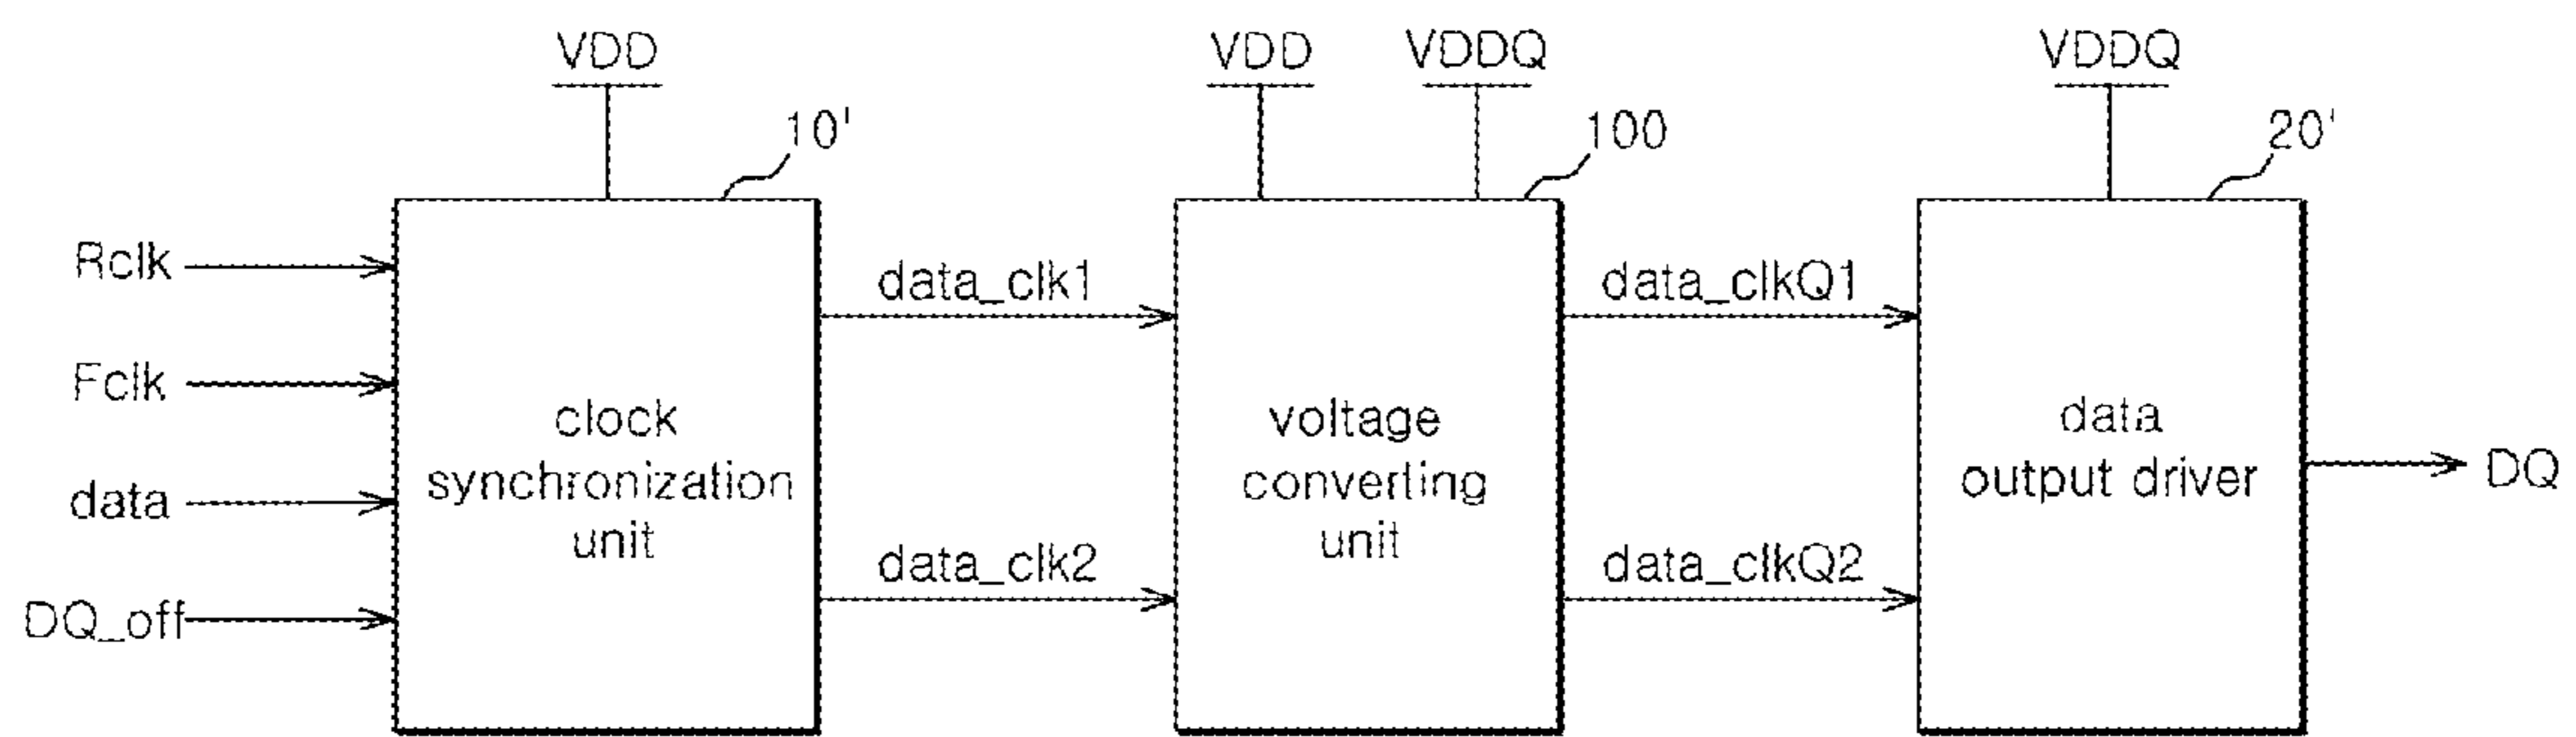 VDD
VDD
VDDQ
VDDQ
10'
100
20'
Rclk
Fclk
data
DQ_off
clock
synchronization
unit
data_clk1
data_clk2
voltage
converting
unit
data_clkQ1
data_clkQ2
data
output driver
DQ